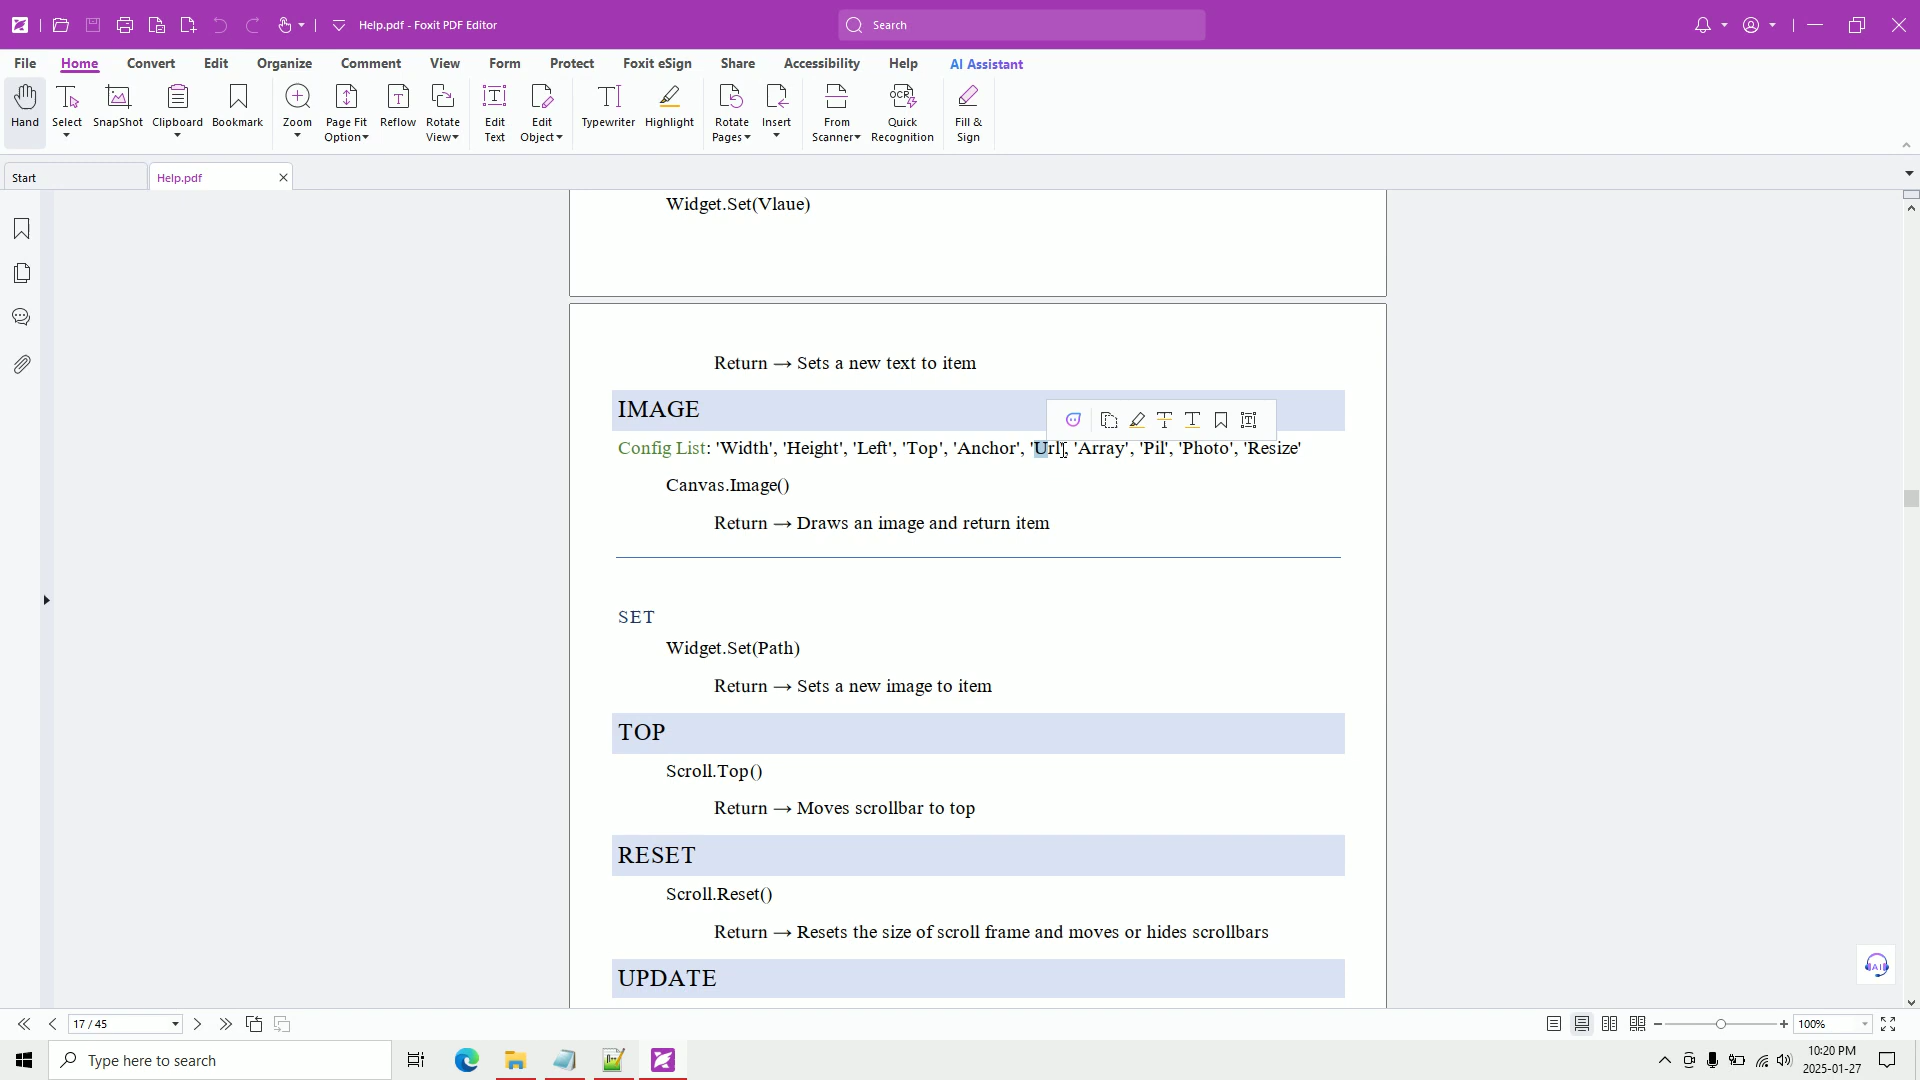 Help.pdf - Foxit PDF Editor
Search
File Home Convert Edit Organize Comment View Form Protect Foxit eSign Share Accessibility Help AI Assistant
Hand Select SnapShot Clipboard Bookmark Zoom Page Fit Option Reflow Rotate View Edit Text Edit Object Typewriter Highlight Rotate Pages Insert From Scanner Quick Recognition Fill & Sign
Start
Help.pdf
Widget.Set(Vlaue)
Return → Sets a new text to item
IMAGE
Config List: 'Width', 'Height', 'Left', 'Top', 'Anchor', 'Url', 'Array', 'Pil', 'Photo', 'Resize'
Canvas.Image()
Return → Draws an image and return item
SET
Widget.Set(Path)
Return → Sets a new image to item
TOP
Scroll.Top()
Return → Moves scrollbar to top
RESET
Scroll.Reset()
Return → Resets the size of scroll frame and moves or hides scrollbars
UPDATE
AI
17 / 45
100%
Type here to search
10:20 PM
2025-01-27